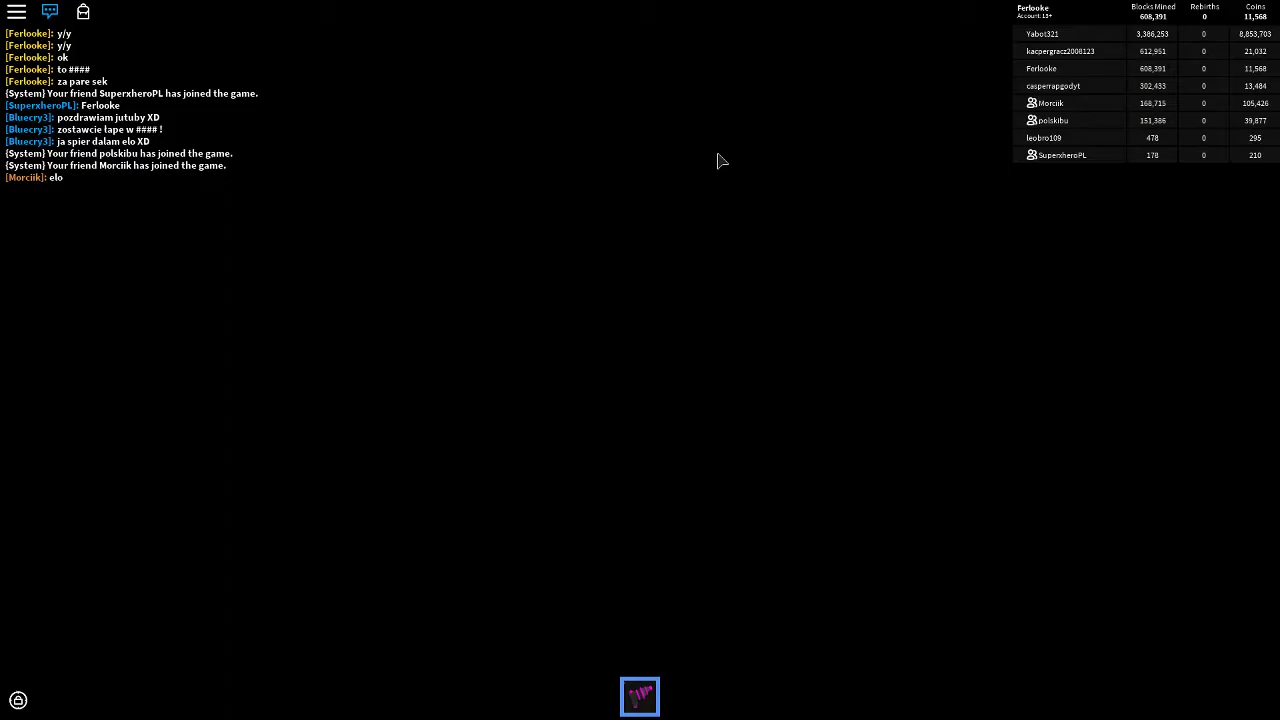 Ferlooke
Account: 13+
Blocks Mined
608,391
Rebirths
0
Coins
11,568
Yabot321 3,386,253 0 8,853,703
kacpergracz2008123 612,951 0 21,032
Ferlooke 608,391 0 11,568
casperrapgodyt 302,433 0 13,484
Morciik 168,715 0 105,426
polskibu 151,386 0 39,877
leobro109 478 0 295
SuperxheroPL 178 0 210
[Ferlooke]: y/y
[Ferlooke]: y/y
[Ferlooke]: ok
[Ferlooke]: to ####
[Ferlooke]: za pare sek
{System} Your friend SuperxheroPL has joined the game.
[SuperxheroPL]: Ferlooke
[Bluecry3]: pozdrawiam jutuby XD
[Bluecry3]: zostawcie łape w #### !
[Bluecry3]: ja spier dalam elo XD
{System} Your friend polskibu has joined the game.
{System} Your friend Morciik has joined the game.
[Morciik]: elo